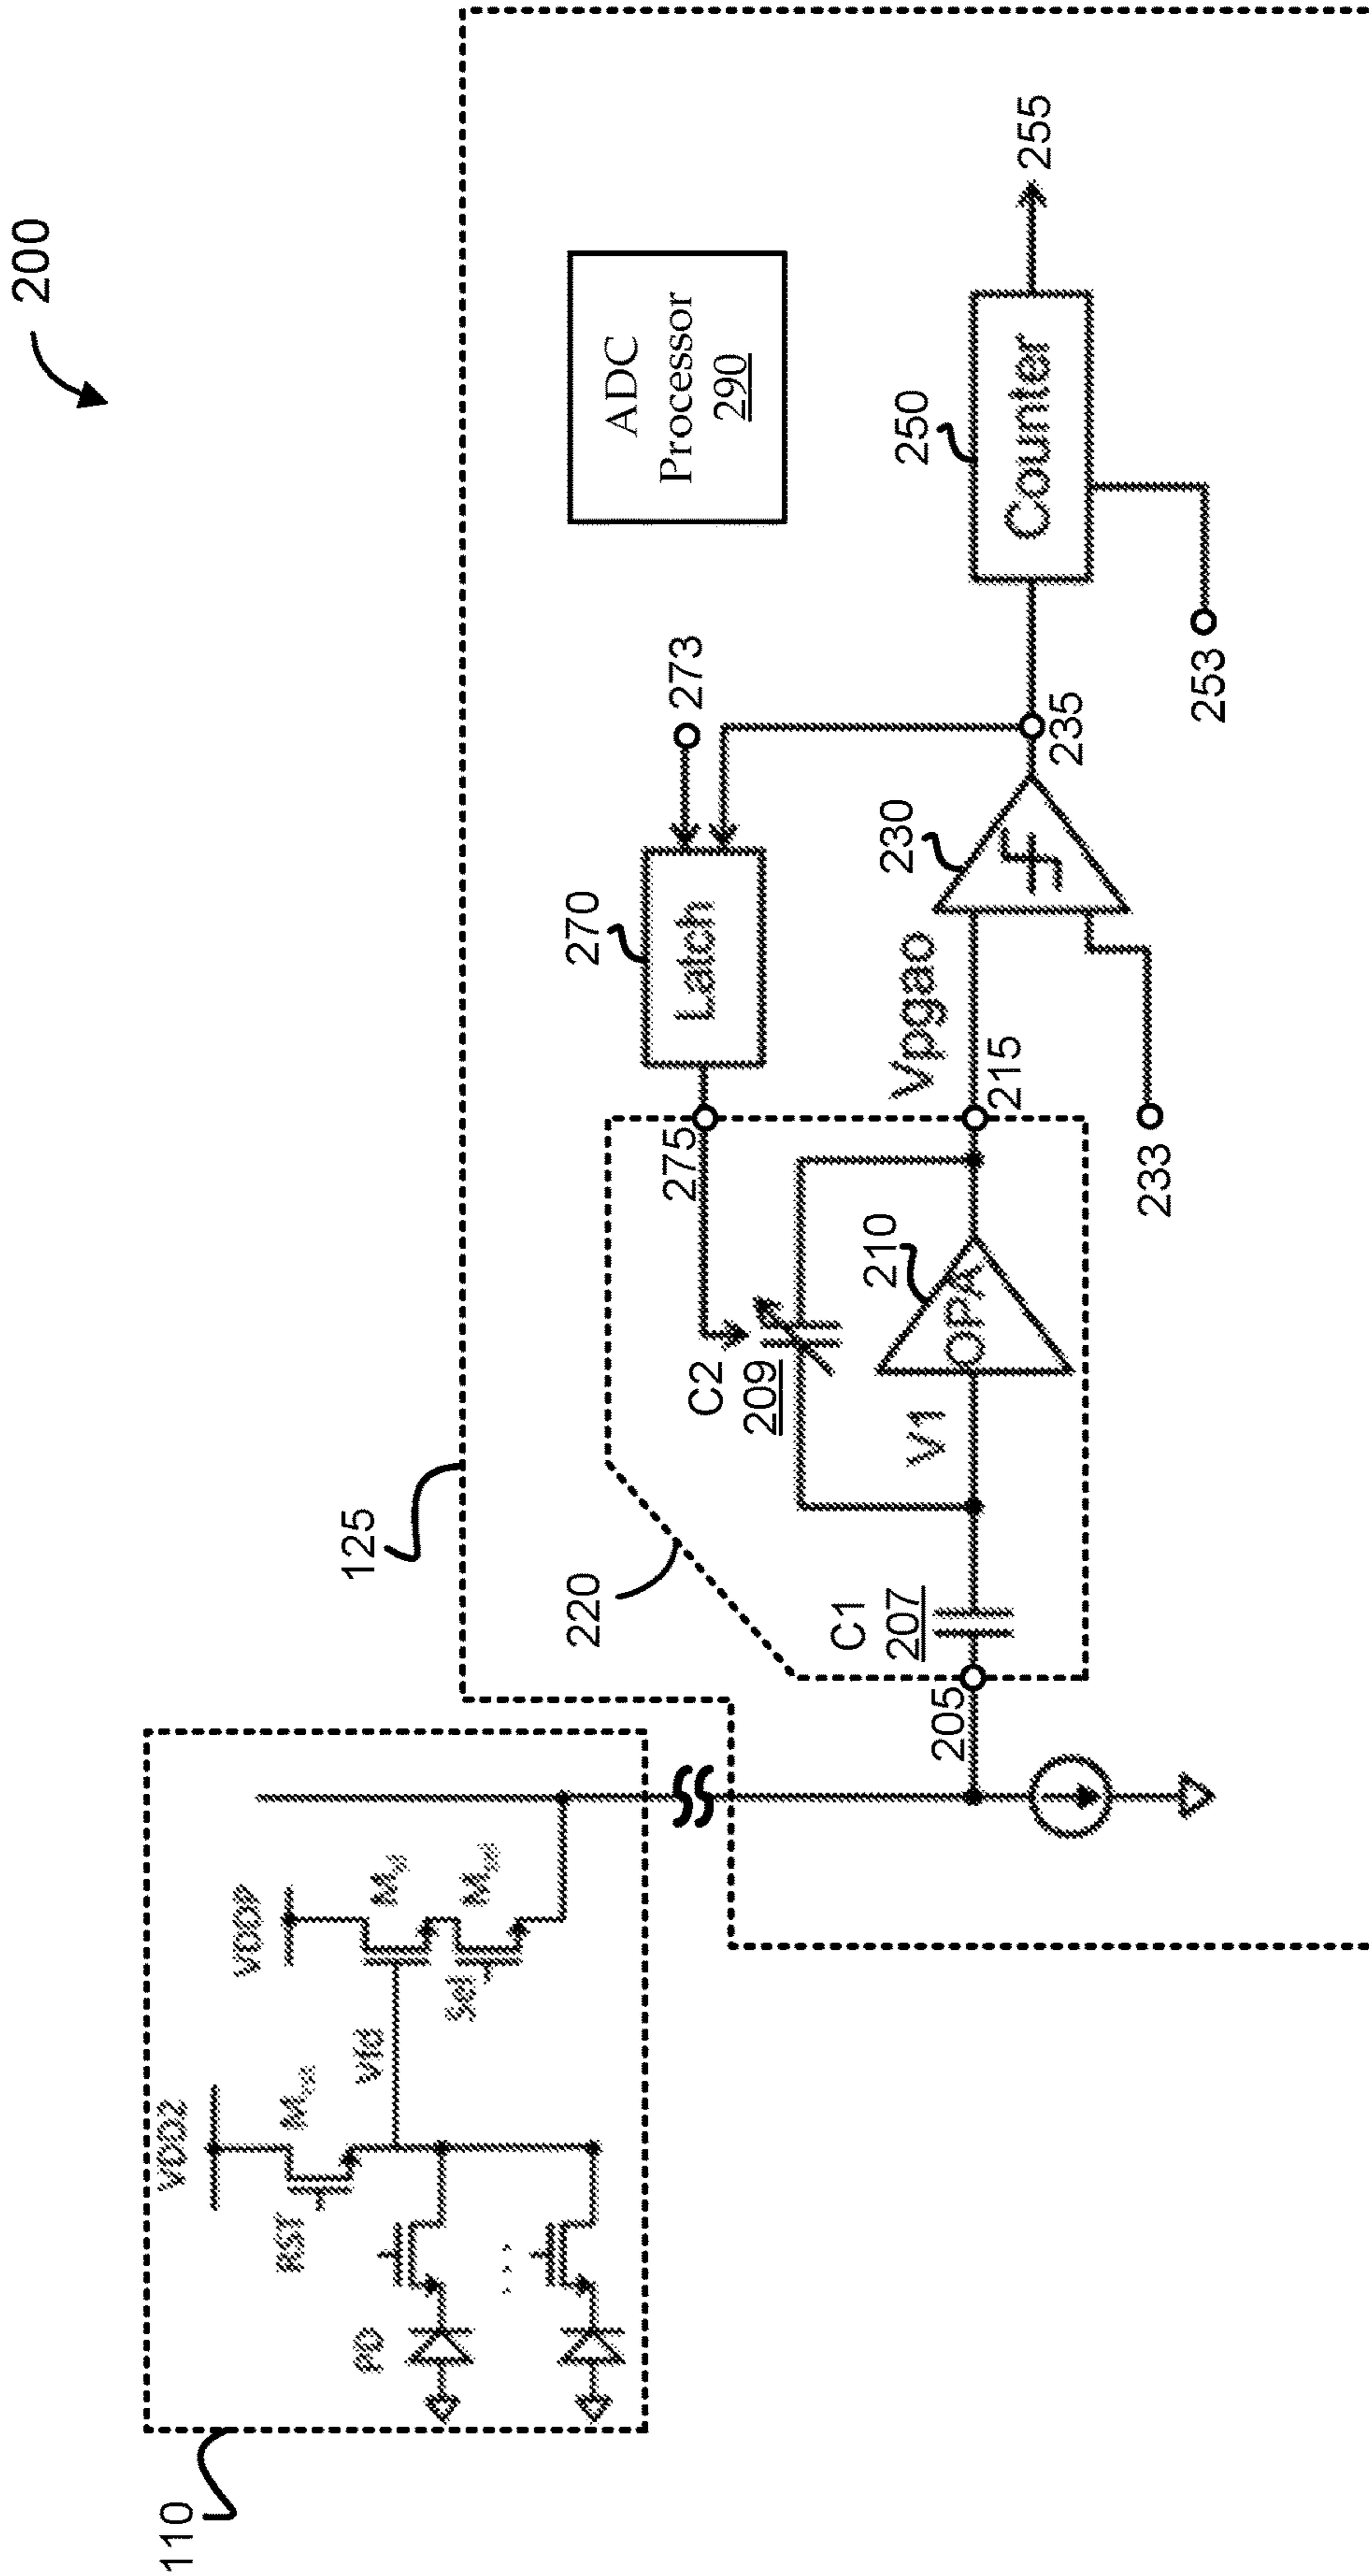 200
110
VDD2
RST
M
PD
Vfd
VDDP
M
Sel
M
125
220
205
C1
207
C2
209
V1
OPA
210
275
215
Vpgao
270
Latch
273
233
230
235
ADC
Processor
290
250
Counter
253
255